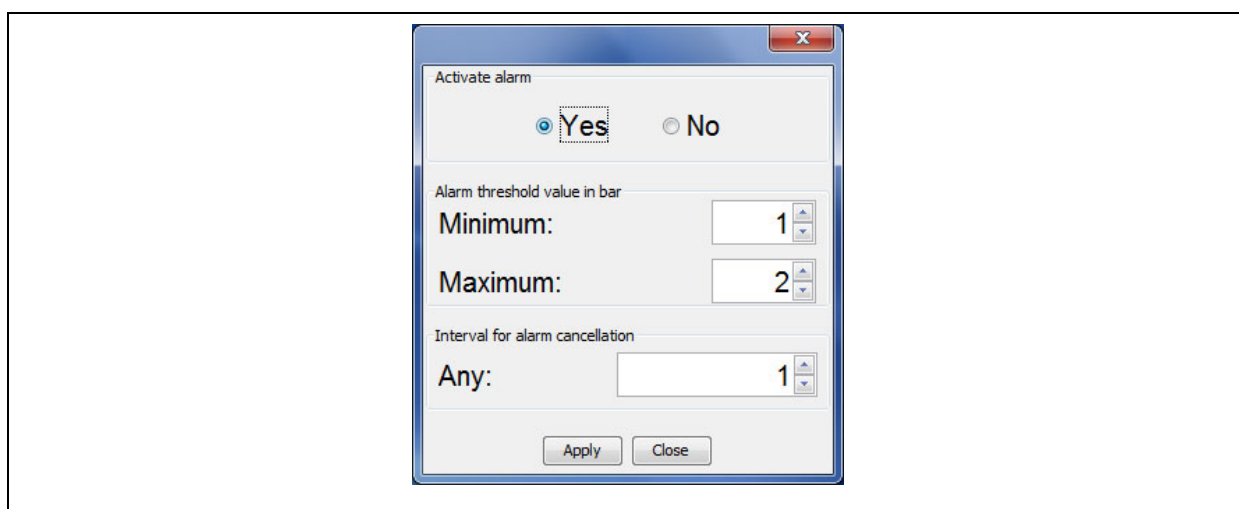 Activate alarm
Yes No
Alarm threshold value in bar
Minimum: 1
Maximum: 2
Interval for alarm cancellation
Any: 1
Apply Close